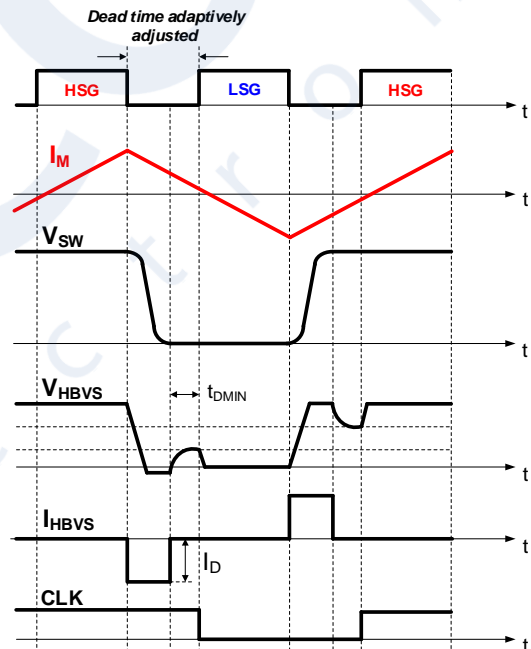 Dead time adaptively
adjusted
HSG
LSG
HSG
t
I_M
t
V_SW
t
V_HBVS
t_DMIN
t
I_HBVS
I_D
t
CLK
t
c t r o